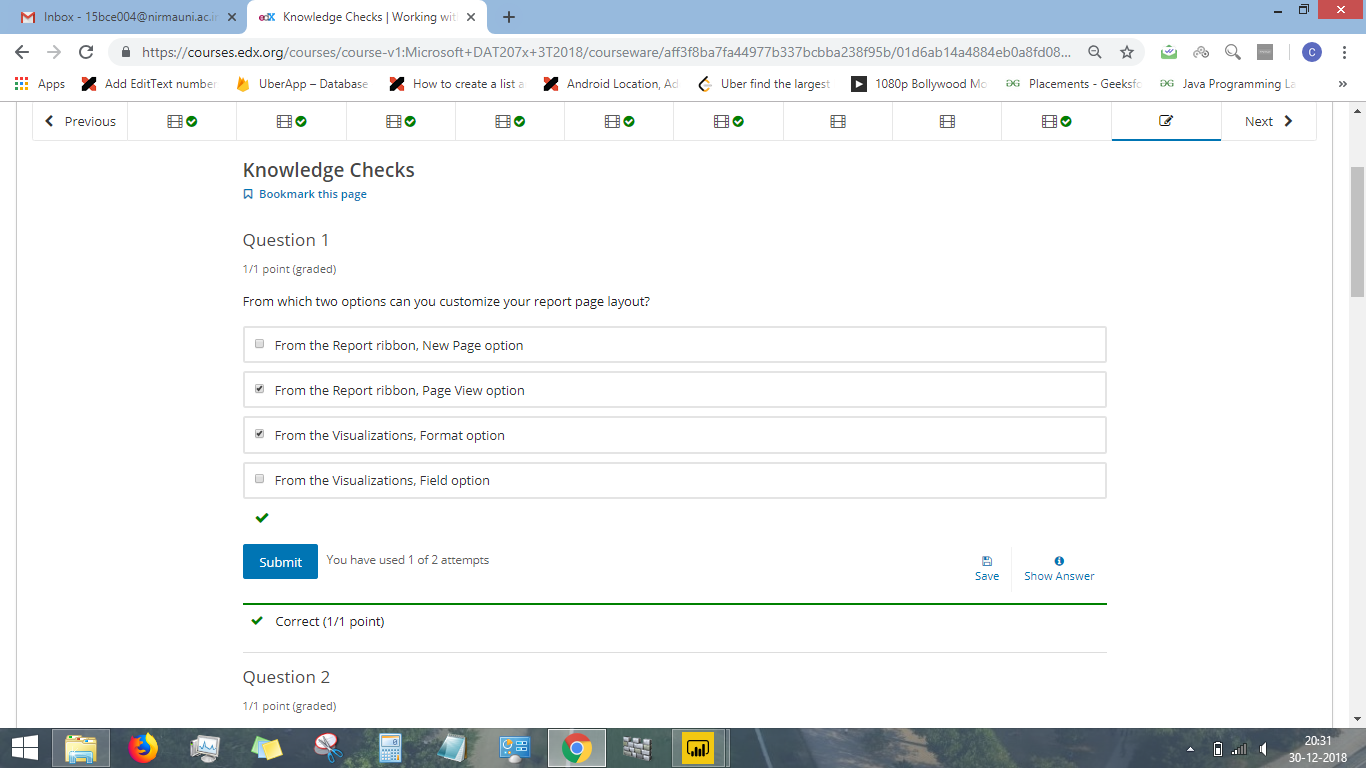 Inbox - 15bce004@nirmauni.ac.i
edX Knowledge Checks | Working wit
https://courses.edx.org/courses/course-v1:Microsoft+DAT207x+3T2018/courseware/aff3f8ba7fa44977b337bcbba238f95b/01d6ab14a4884eb0a8fd08...
C
Apps Add EditText number UberApp – Database How to create a list a Android Location, Ad Uber find the largest 1080p Bollywood Mo Placements - Geeksfo Java Programming La »
Previous Next
Knowledge Checks
Bookmark this page
Question 1
1/1 point (graded)
From which two options can you customize your report page layout?
From the Report ribbon, New Page option
From the Report ribbon, Page View option
From the Visualizations, Format option
From the Visualizations, Field option
Submit You have used 1 of 2 attempts
Save Show Answer
Correct (1/1 point)
Question 2
1/1 point (graded)
20:31
30-12-2018